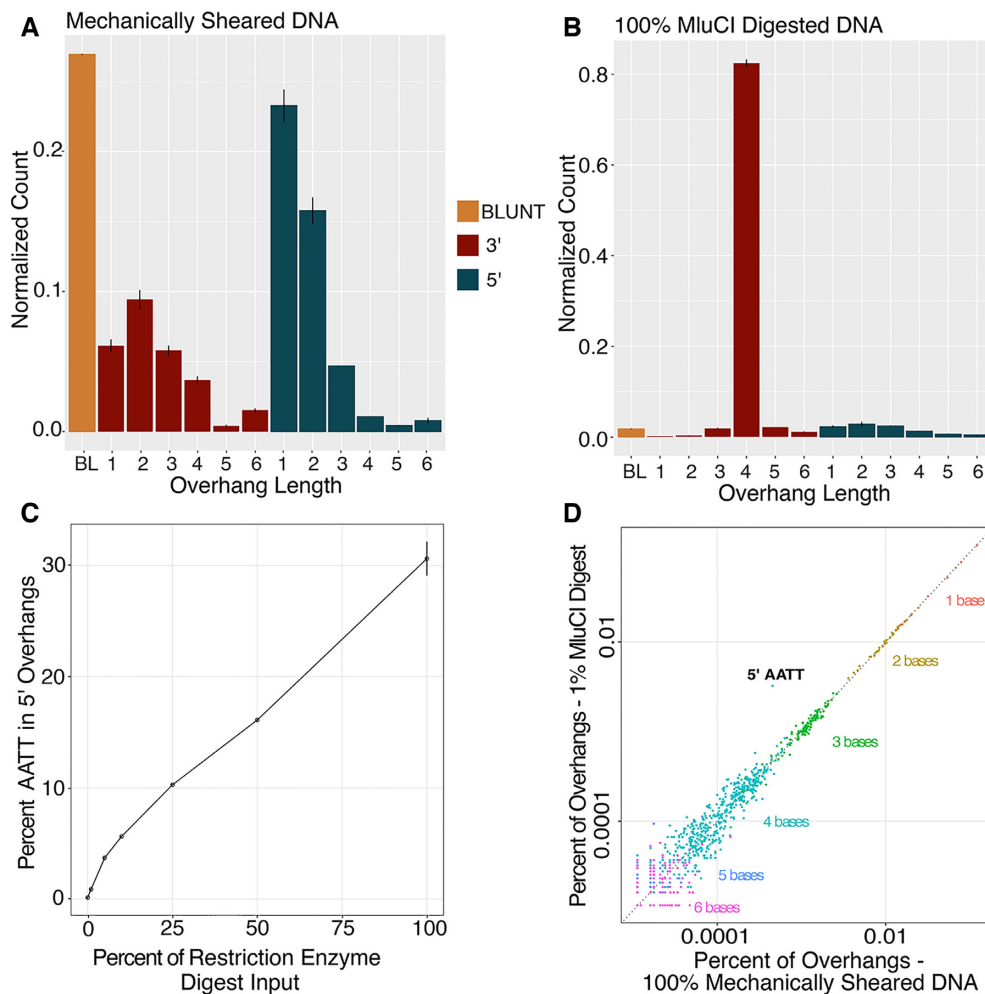 A
Mechanically Sheared DNA
Normalized Count
0.2
0.1
0.0
BL 1 2 3 4 5 6 1 2 3 4 5 6
Overhang Length
BLUNT
3'
5'
B
100% MluCI Digested DNA
Normalized Count
0.8
0.6
0.4
0.2
0.0
BL 1 2 3 4 5 6 1 2 3 4 5 6
Overhang Length
C
Percent AATT in 5' Overhangs
30
20
10
0
0 25 50 75 100
Percent of Restriction Enzyme
Digest Input
D
Percent of Overhangs - 1% MluCI Digest
0.01
0.0001
1 base
2 bases
5' AATT
3 bases
4 bases
5 bases
6 bases
0.0001 0.01
Percent of Overhangs -
100% Mechanically Sheared DNA